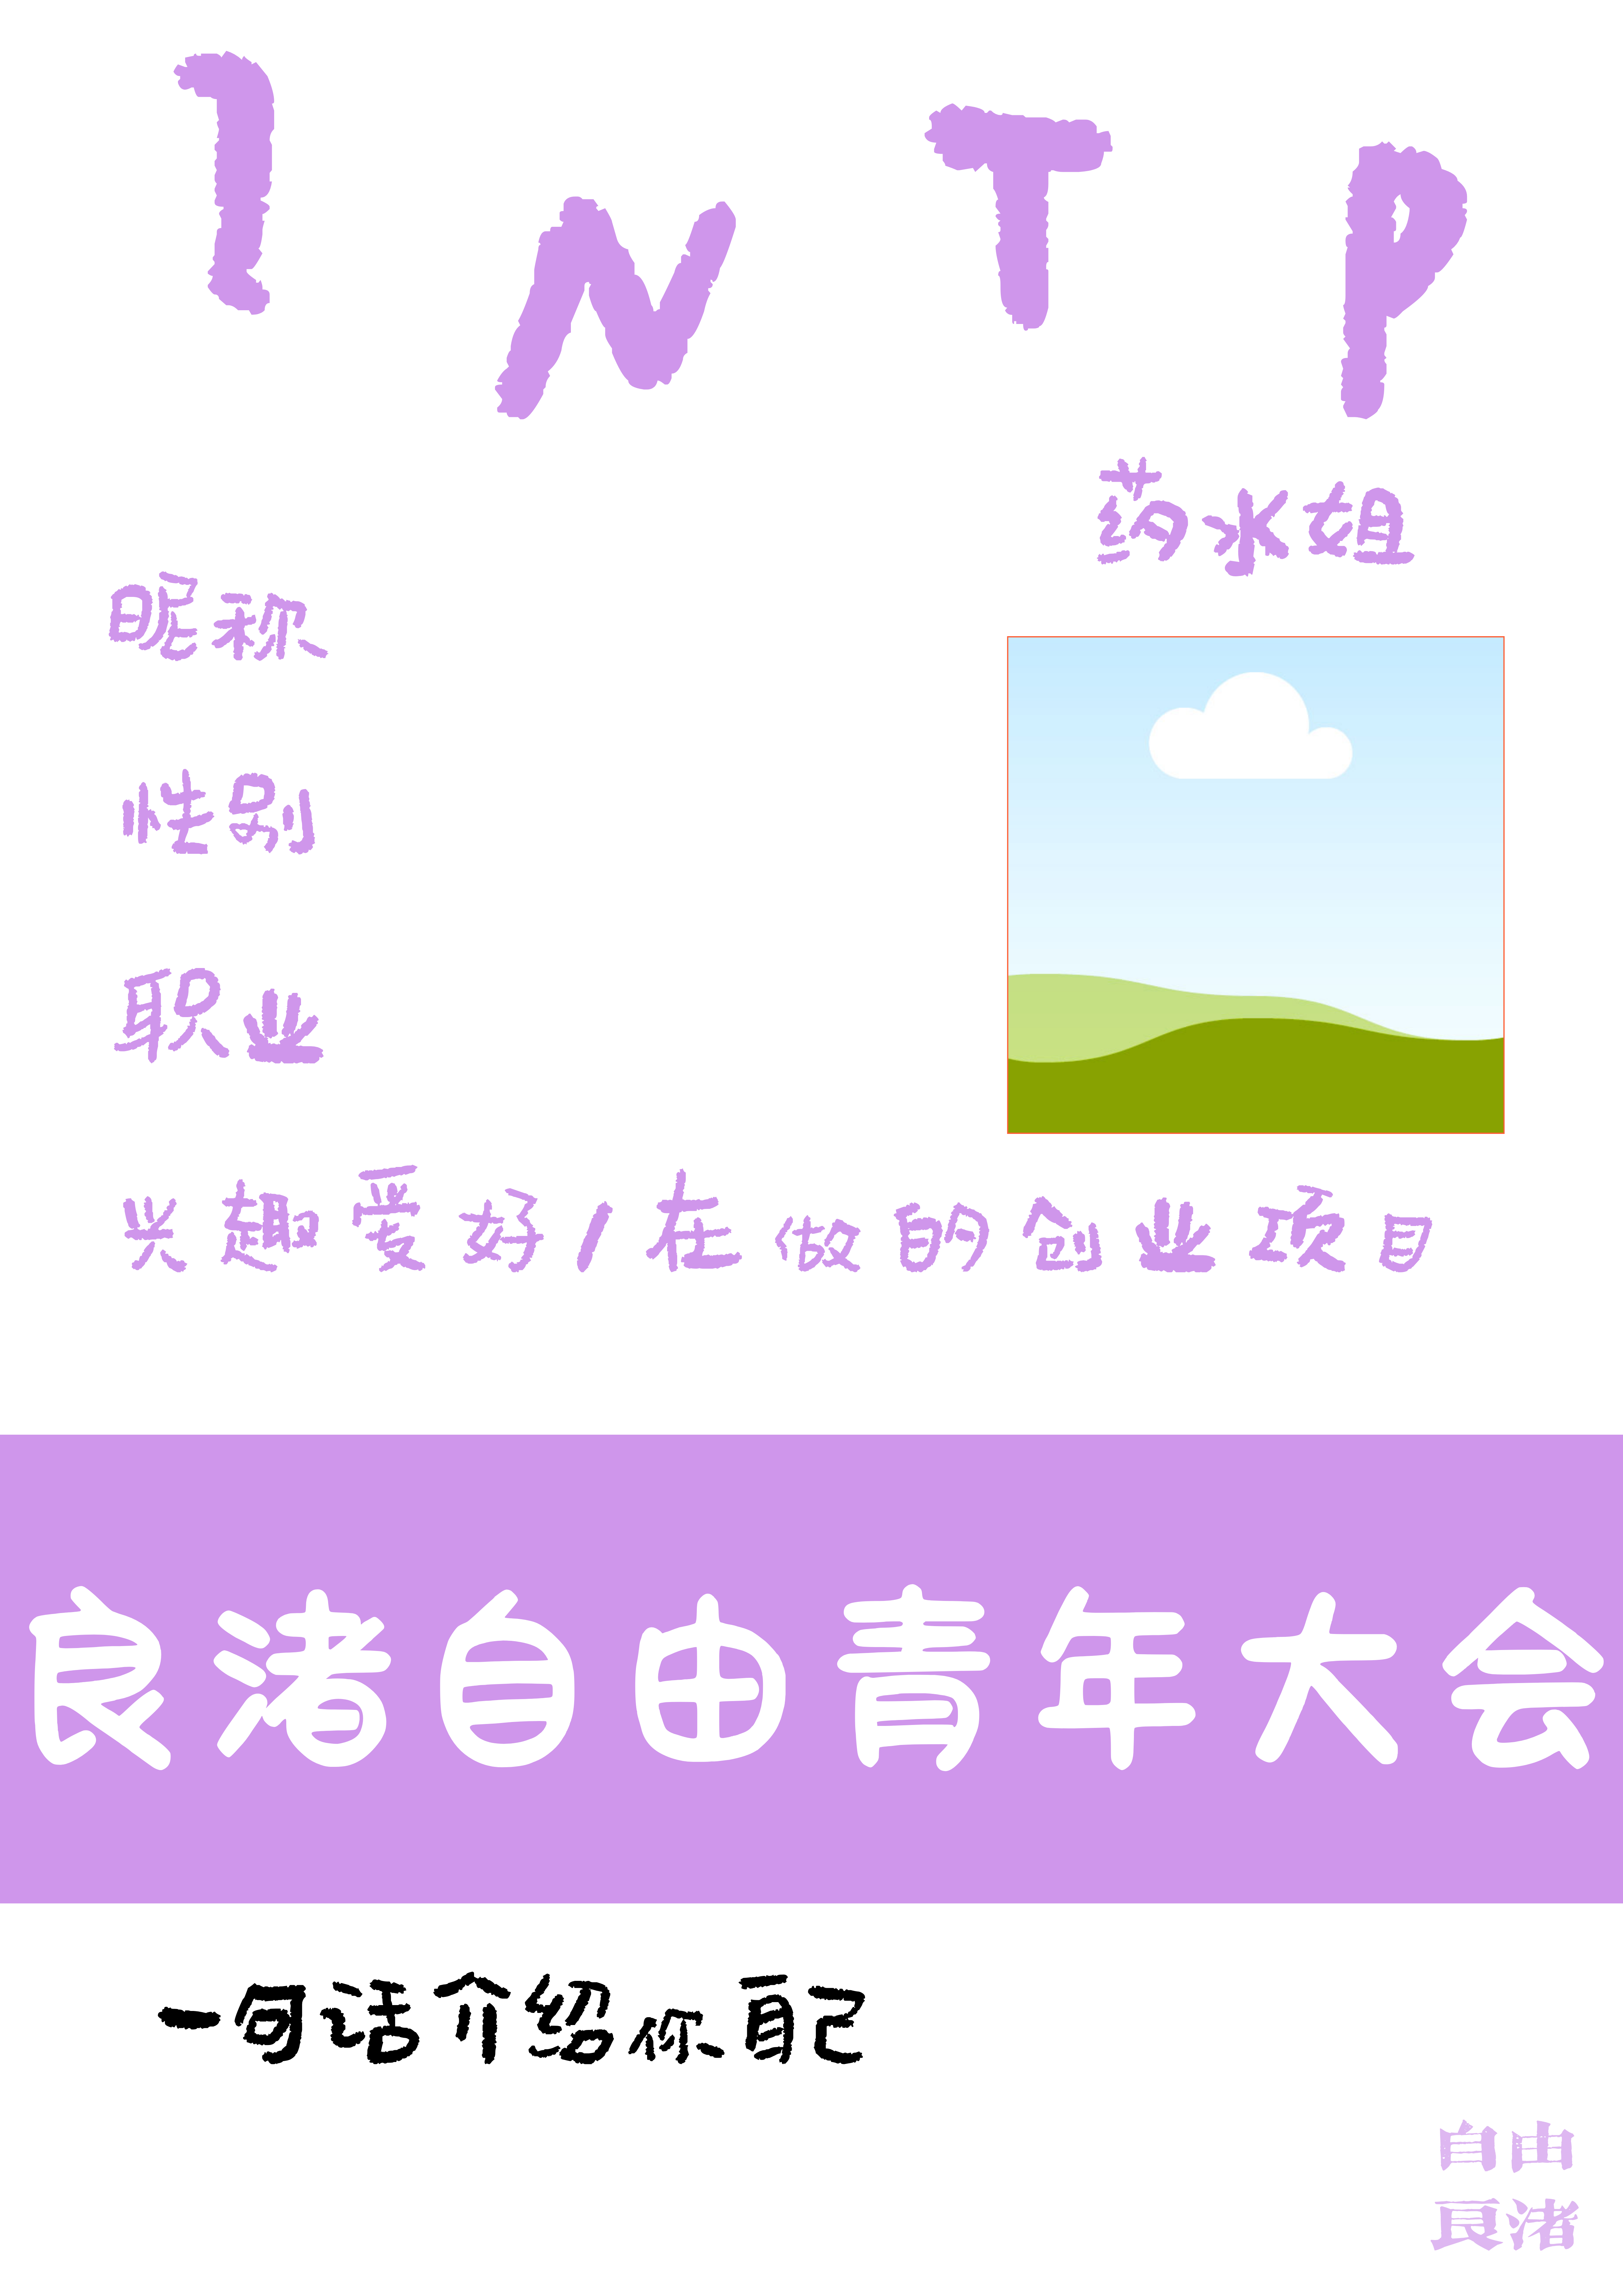 INTP
药水姐
昵称
性别
职业
兴趣爱好/在做的创业项目
良渚自由青年大会
一句话介绍你自己
自由
良渚